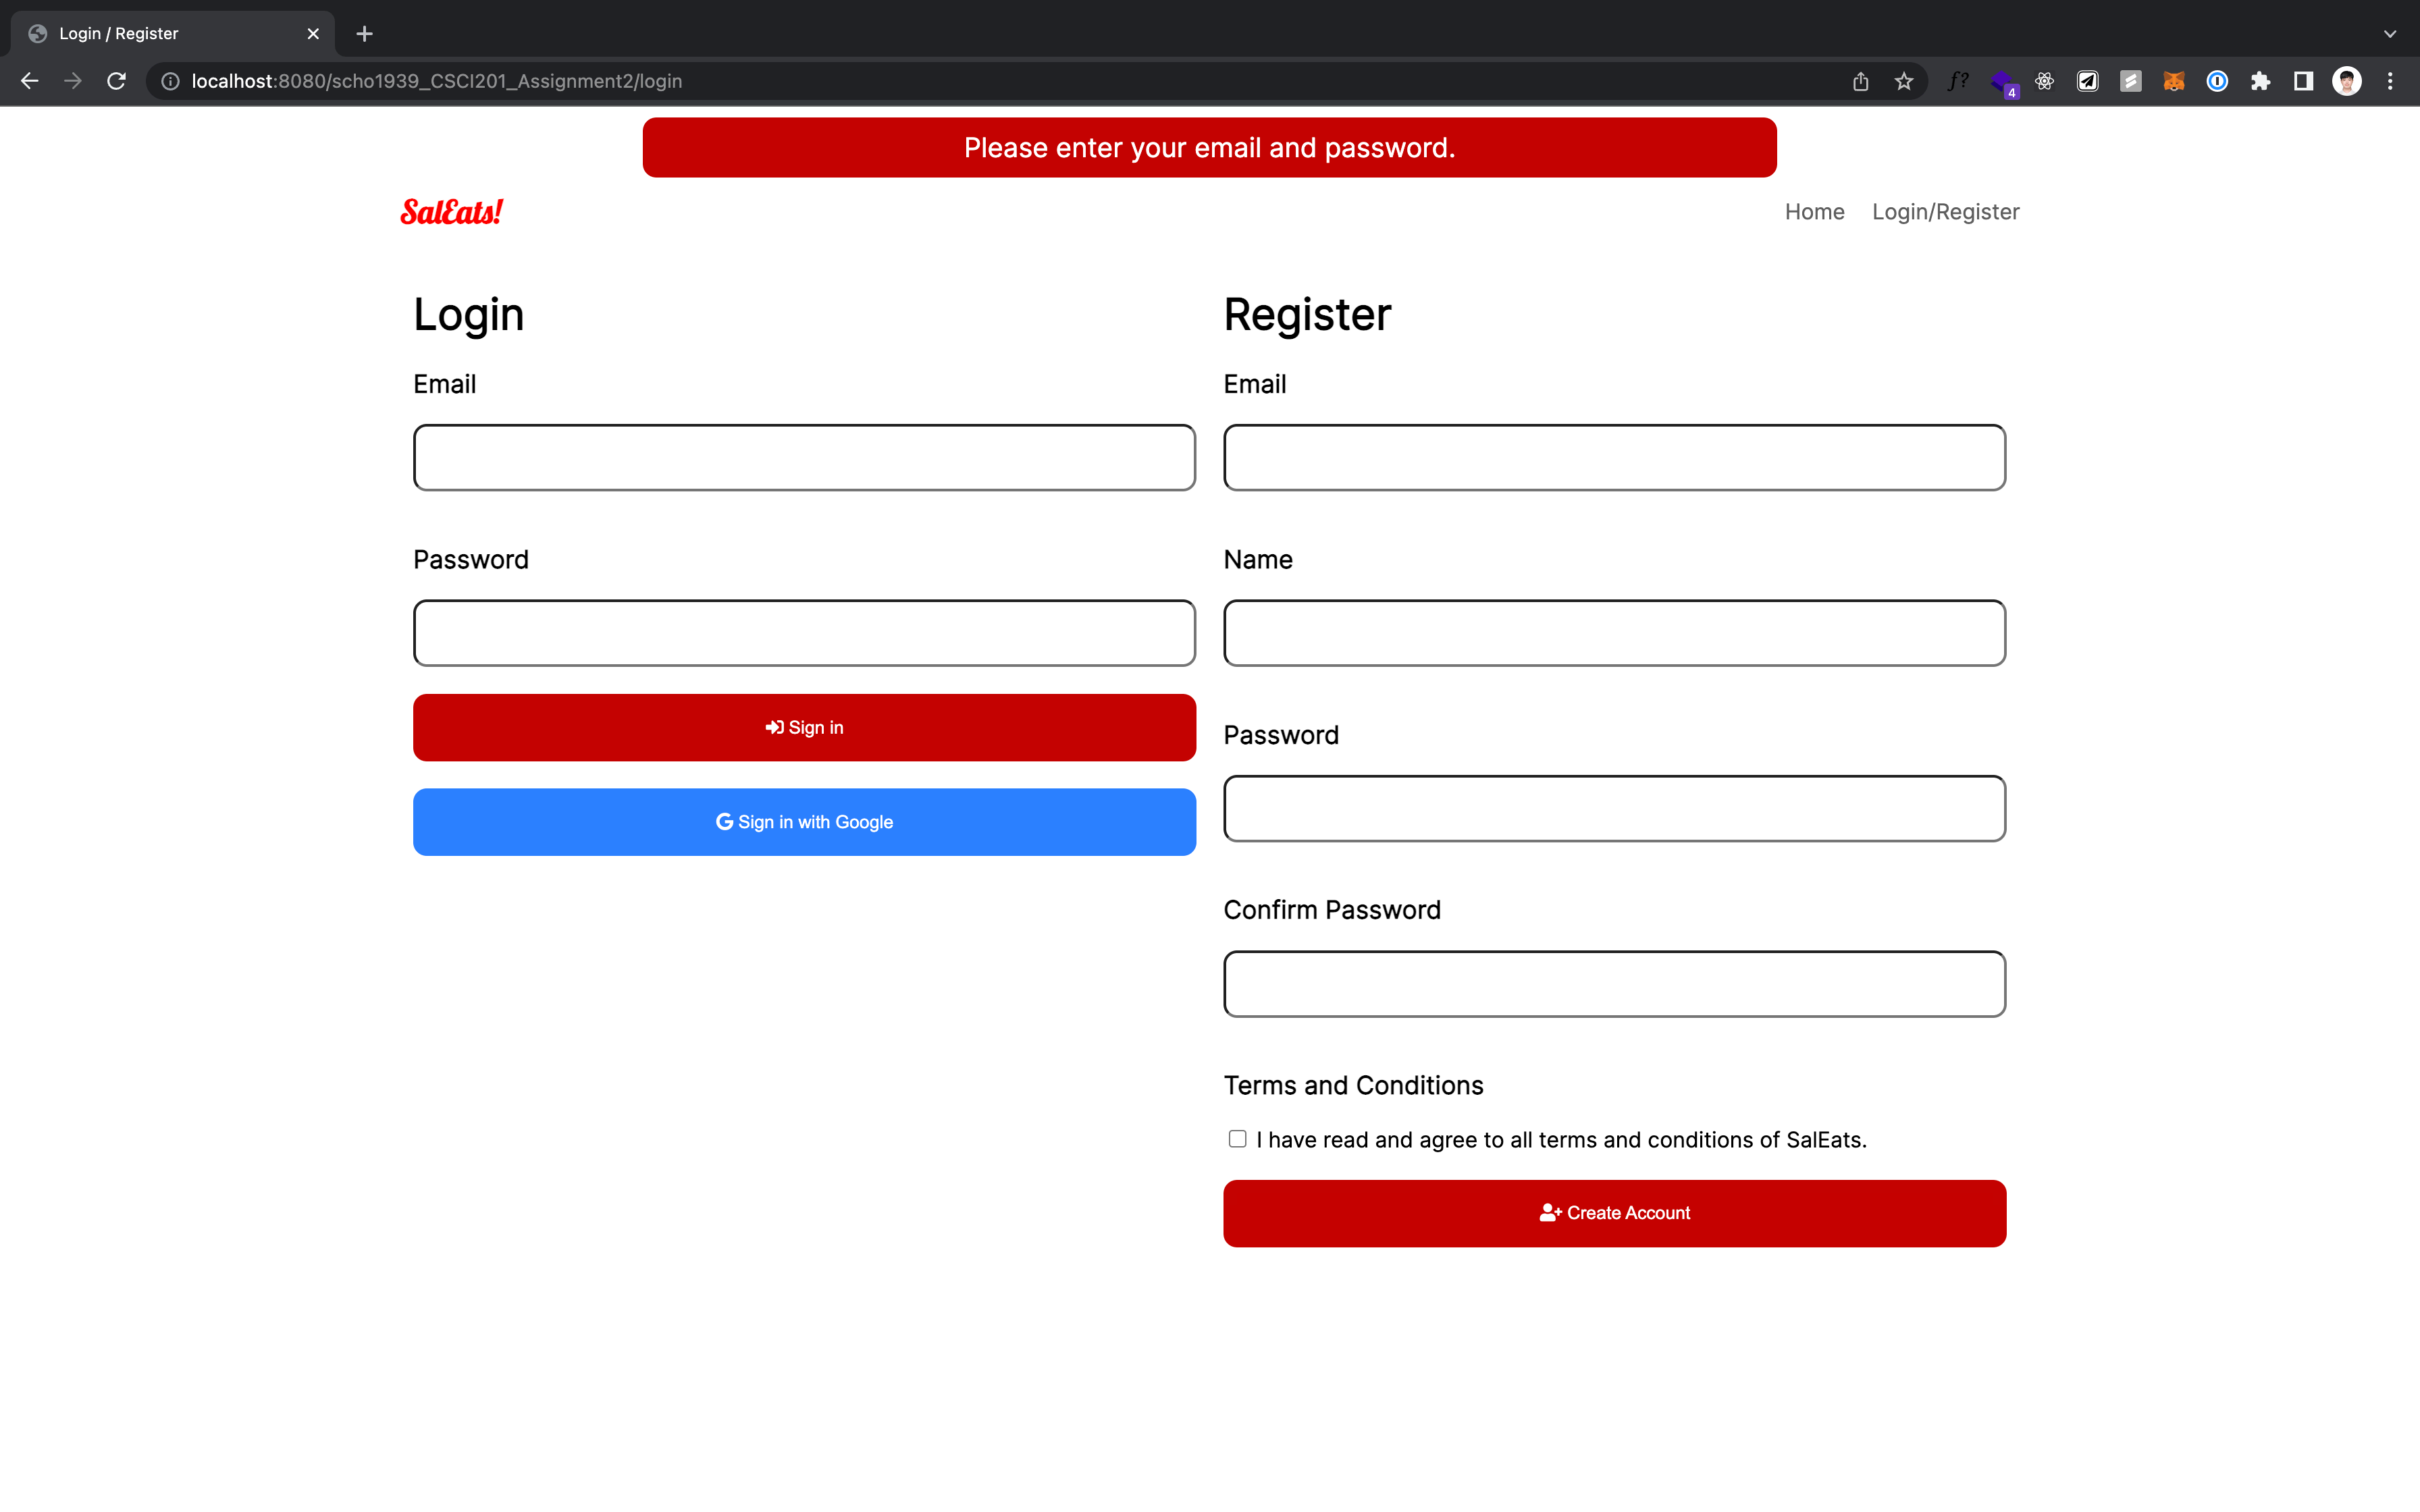 Login / Register
localhost:8080/scho1939_CSCI201_Assignment2/login
f?
4
Please enter your email and password.
SalEats!
Home
Login/Register
Login
Email
Password
Sign in
G Sign in with Google
Register
Email
Name
Password
Confirm Password
Terms and Conditions
I have read and agree to all terms and conditions of SalEats.
Create Account